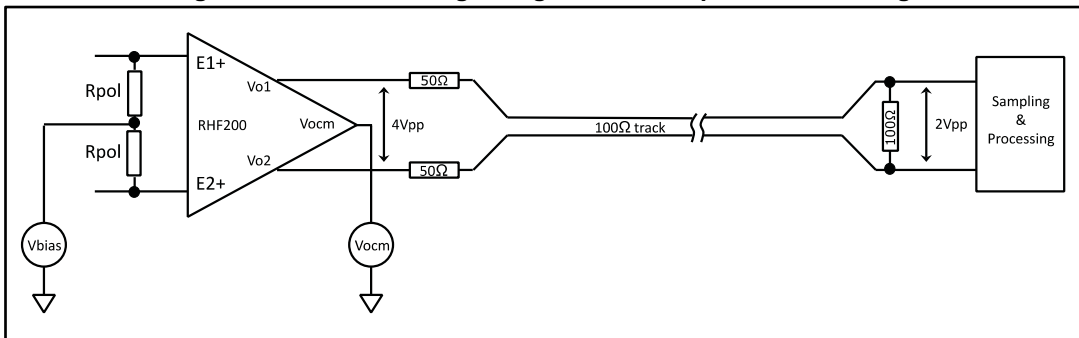 E1+
Vo1
Rpol
RHF200
Vocm
Rpol
Vo2
E2+
4Vpp
50Ω
50Ω
100Ω track
100Ω
2Vpp
Sampling
&
Processing
Vbias
Vocm